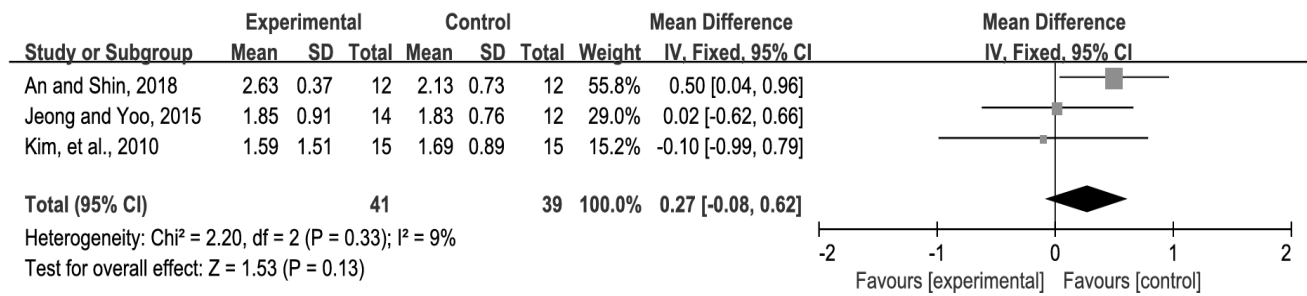 Experimental Control Mean Difference Mean Difference
Study or Subgroup Mean SD Total Mean SD Total Weight IV, Fixed, 95% CI IV, Fixed, 95% CI
An and Shin, 2018 2.63 0.37 12 2.13 0.73 12 55.8% 0.50 [0.04, 0.96]
Jeong and Yoo, 2015 1.85 0.91 14 1.83 0.76 12 29.0% 0.02 [-0.62, 0.66]
Kim, et al., 2010 1.59 1.51 15 1.69 0.89 15 15.2% -0.10 [-0.99, 0.79]
Total (95% CI) 41 39 100.0% 0.27 [-0.08, 0.62]
Heterogeneity: Chi² = 2.20, df = 2 (P = 0.33); I² = 9%
Test for overall effect: Z = 1.53 (P = 0.13)
-2 -1 0 1 2
Favours [experimental] Favours [control]